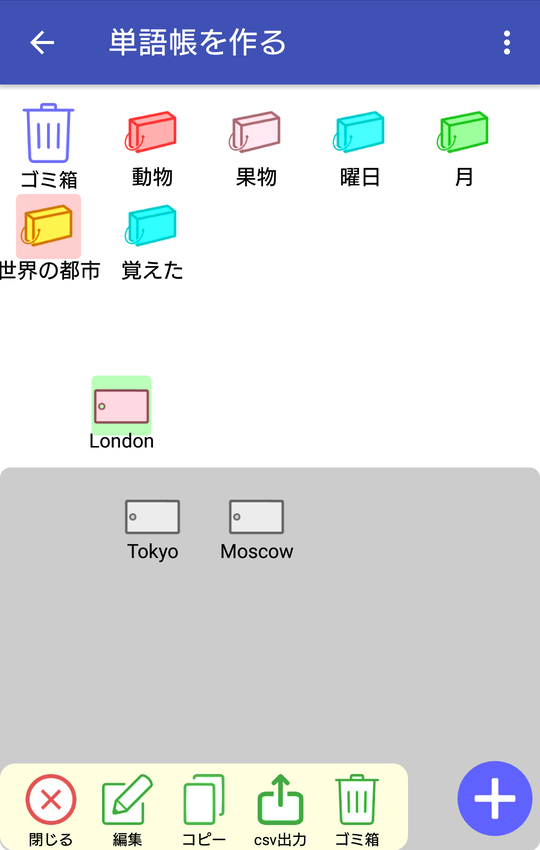 単語帳を作る
ゴミ箱 動物 果物 曜日 月
世界の都市 覚えた
London
Tokyo Moscow
閉じる 編集 コピー csv出力 ゴミ箱